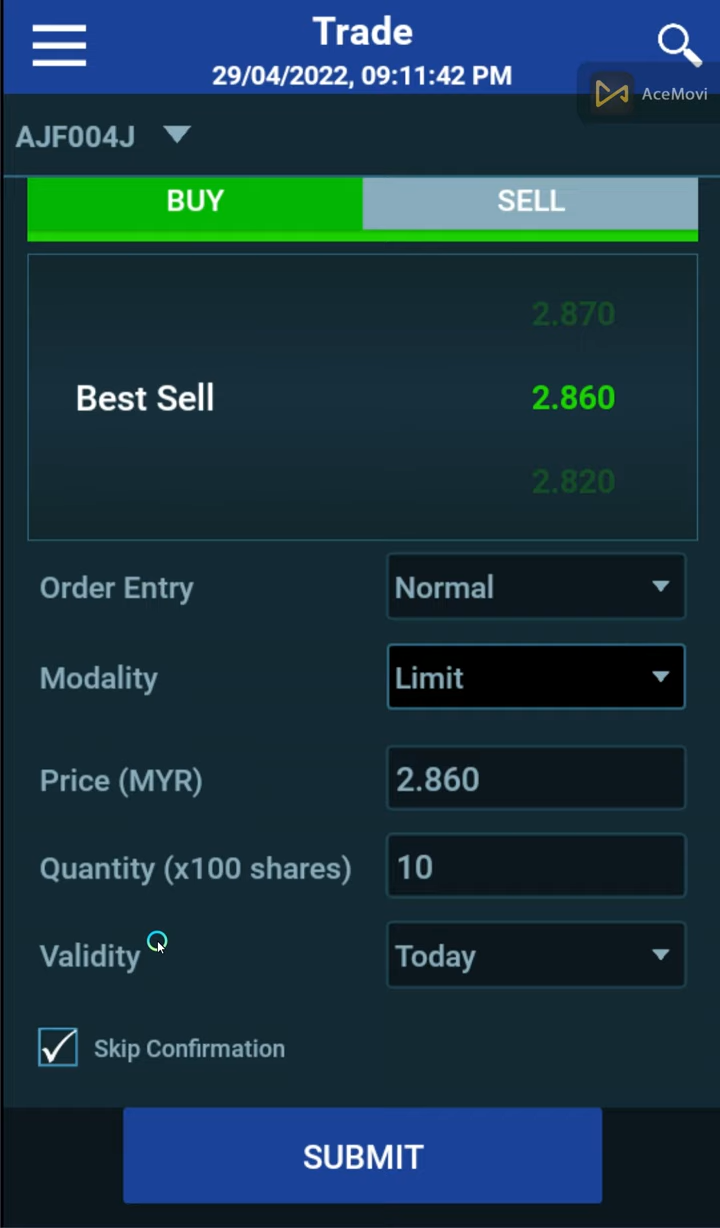 Trade
29/04/2022, 09:11:42 PM
AceMovi
AJF004J
BUY SELL
2.870
Best Sell 2.860
2.820
Order Entry Normal
Modality Limit
Price (MYR) 2.860
Quantity (x100 shares) 10
Validity Today
Skip Confirmation
SUBMIT